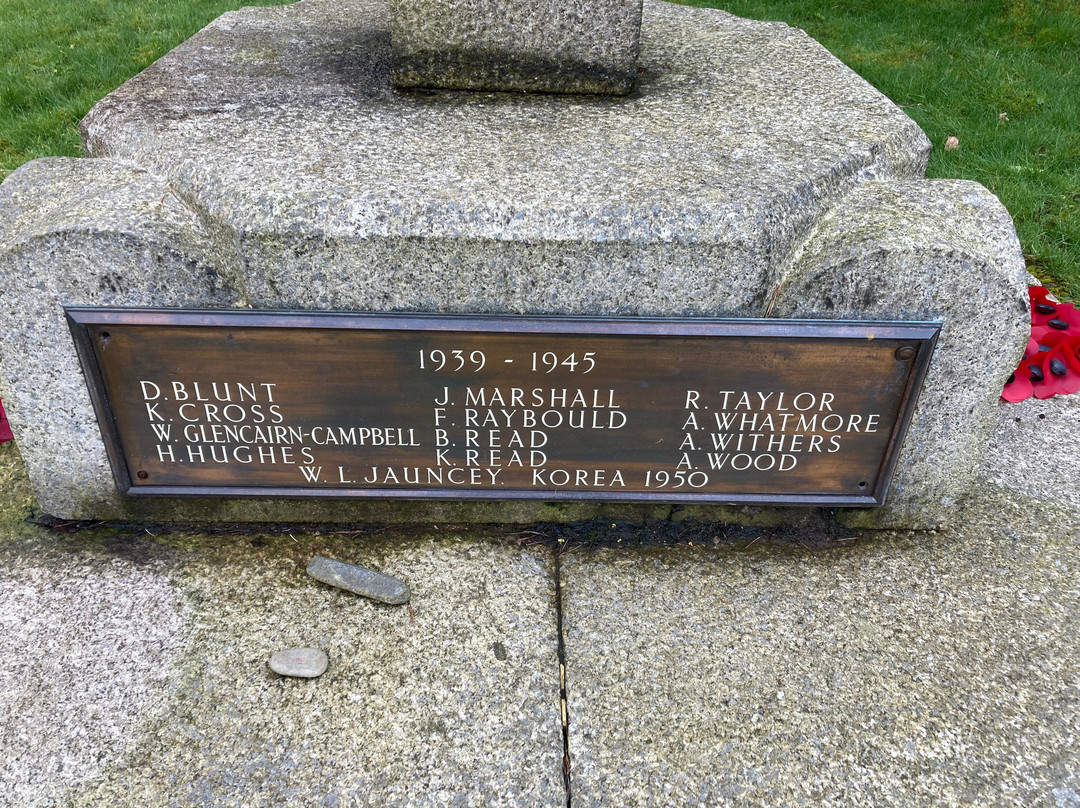 1939 - 1945
D. BLUNT
K. CROSS
W. GLENCAIRN-CAMPBELL
H. HUGHES
J. MARSHALL
F. RAYBOULD
B. READ
K. READ
R. TAYLOR
A. WHATMORE
A. WITHERS
A. WOOD
W. L. JAUNCEY. KOREA 1950